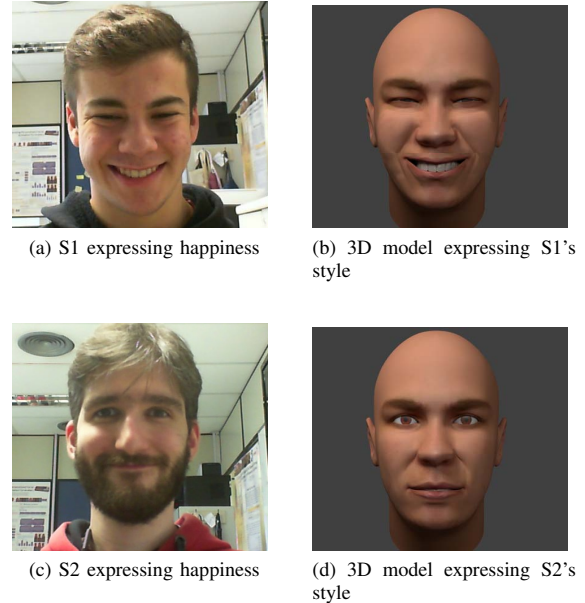 (a) S1 expressing happiness
(b) 3D model expressing S1's
style
(c) S2 expressing happiness
(d) 3D model expressing S2's
style